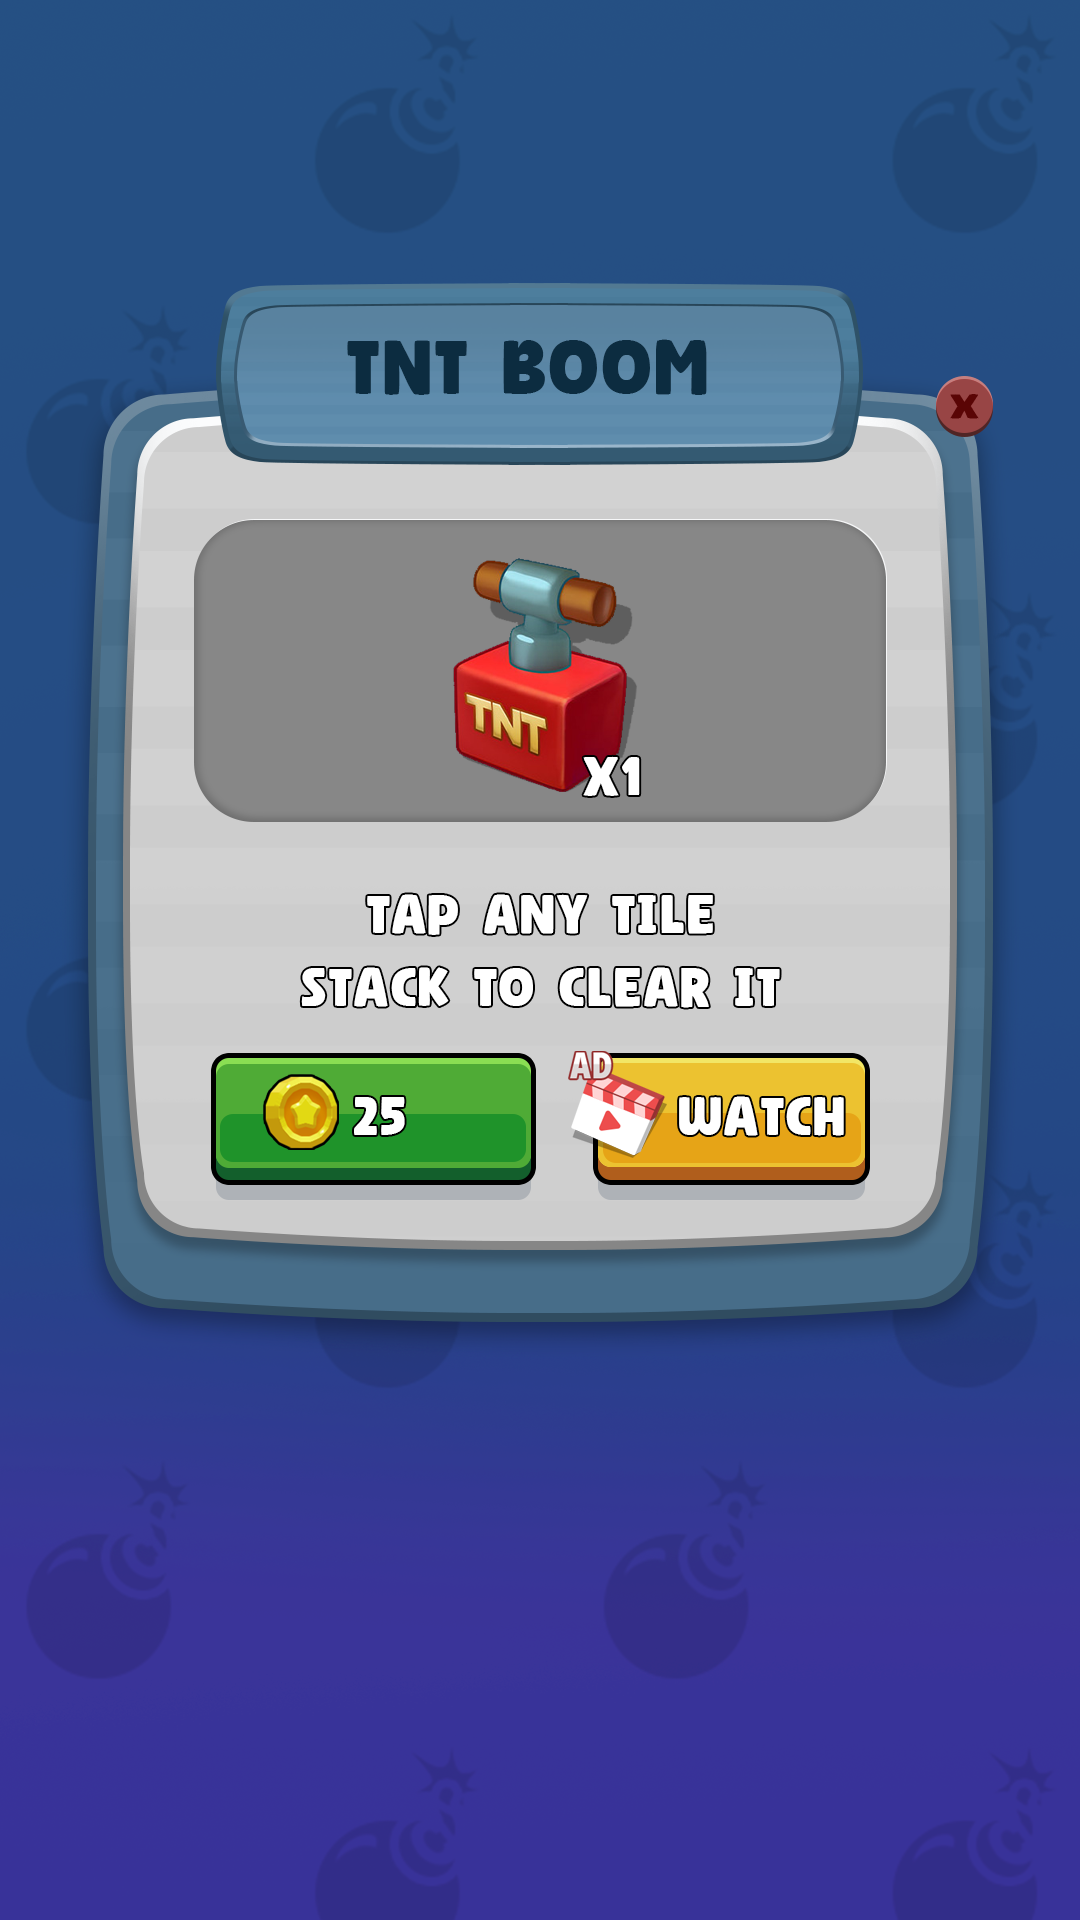 TNT BOOM
X
TNT
X1
TAP ANY TILE
STACK TO CLEAR IT
25
AD
WATCH